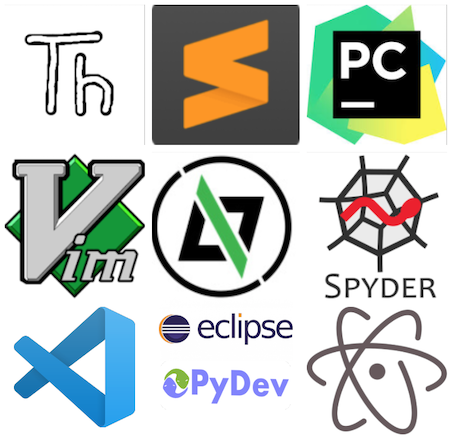 Th
PC
Vim
SPYDER
eclipse
PyDev